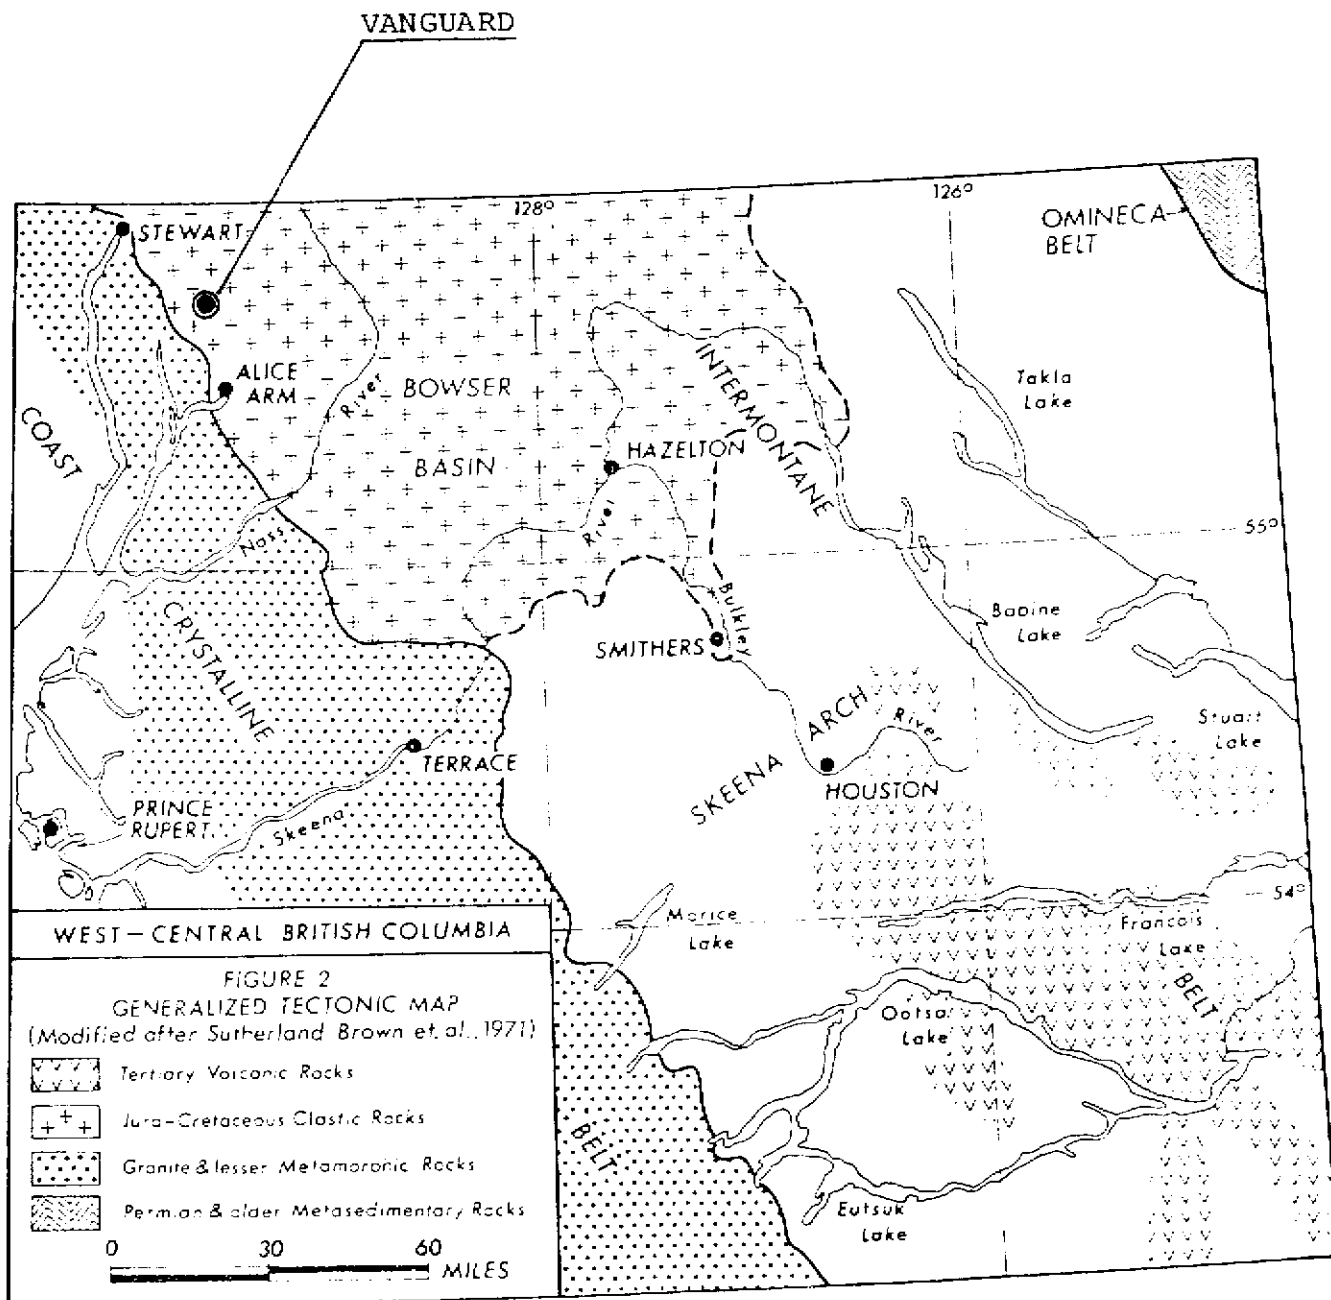 VANGUARD
128°
126°
OMINECA
BELT
STEWART
ALICE
ARM
River
BOWSER
BASIN
INTERMONTANE
Takla
Lake
COAST
HAZELTON
River
Nass
55°
CRYSTALLINE
Bulkley
SMITHERS
Babine
Lake
SKEENA ARCH
River
Stuart
Lake
TERRACE
HOUSTON
PRINCE
RUPERT
Skeena
54°
Morice
Lake
Francois
Lake
BELT
Ootsa
Lake
BELT
Eutsuk
Lake
WEST-CENTRAL BRITISH COLUMBIA
FIGURE 2
GENERALIZED TECTONIC MAP
(Modified after Sutherland Brown et. al., 1971)
Tertiary Volcanic Rocks
Jura-Cretaceous Clastic Rocks
Granite & lesser Metamorphic Rocks
Permian & older Metasedimentary Rocks
0 30 60
MILES